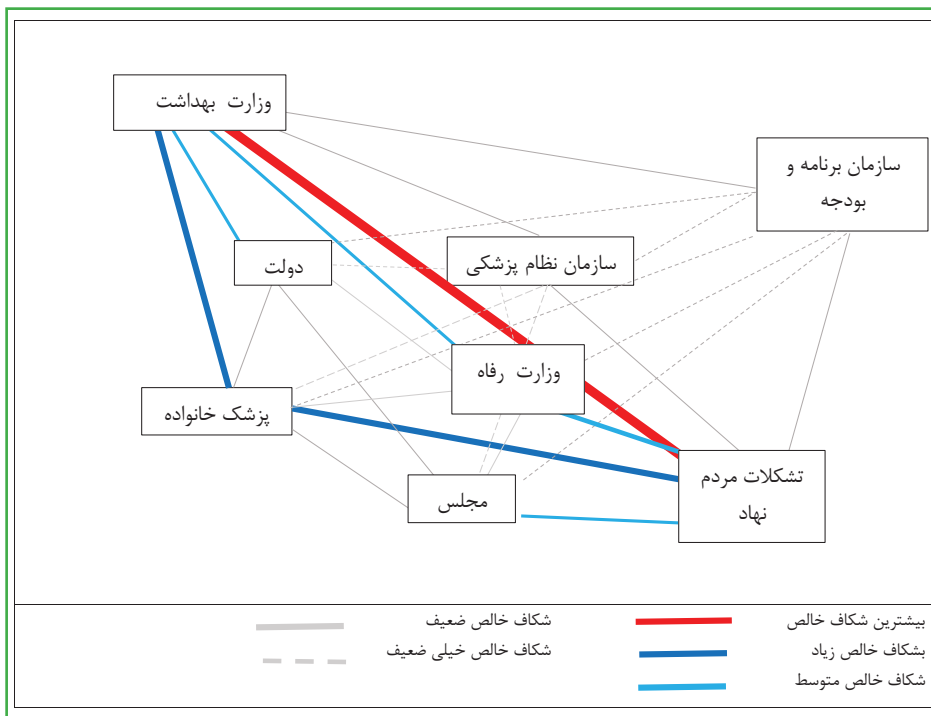 وزارت بهداشت
سازمان برنامه و
بودجه
دولت
سازمان نظام پزشکی
وزارت رفاه
پزشک خانواده
تشکلات مردم
نهاد
مجلس
بیشترین شکاف خالص
بشکاف خالص زیاد
شکاف خالص متوسط
شکاف خالص ضعیف
شکاف خالص خیلی ضعیف